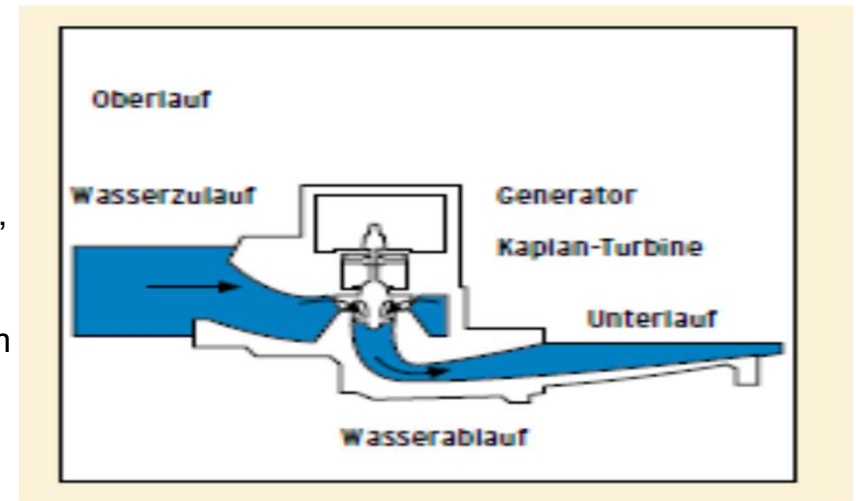 Oberlauf
Wasserzulauf
Generator
,
Kaplan-Turbine
Unterlauf
n
Wasserablauf